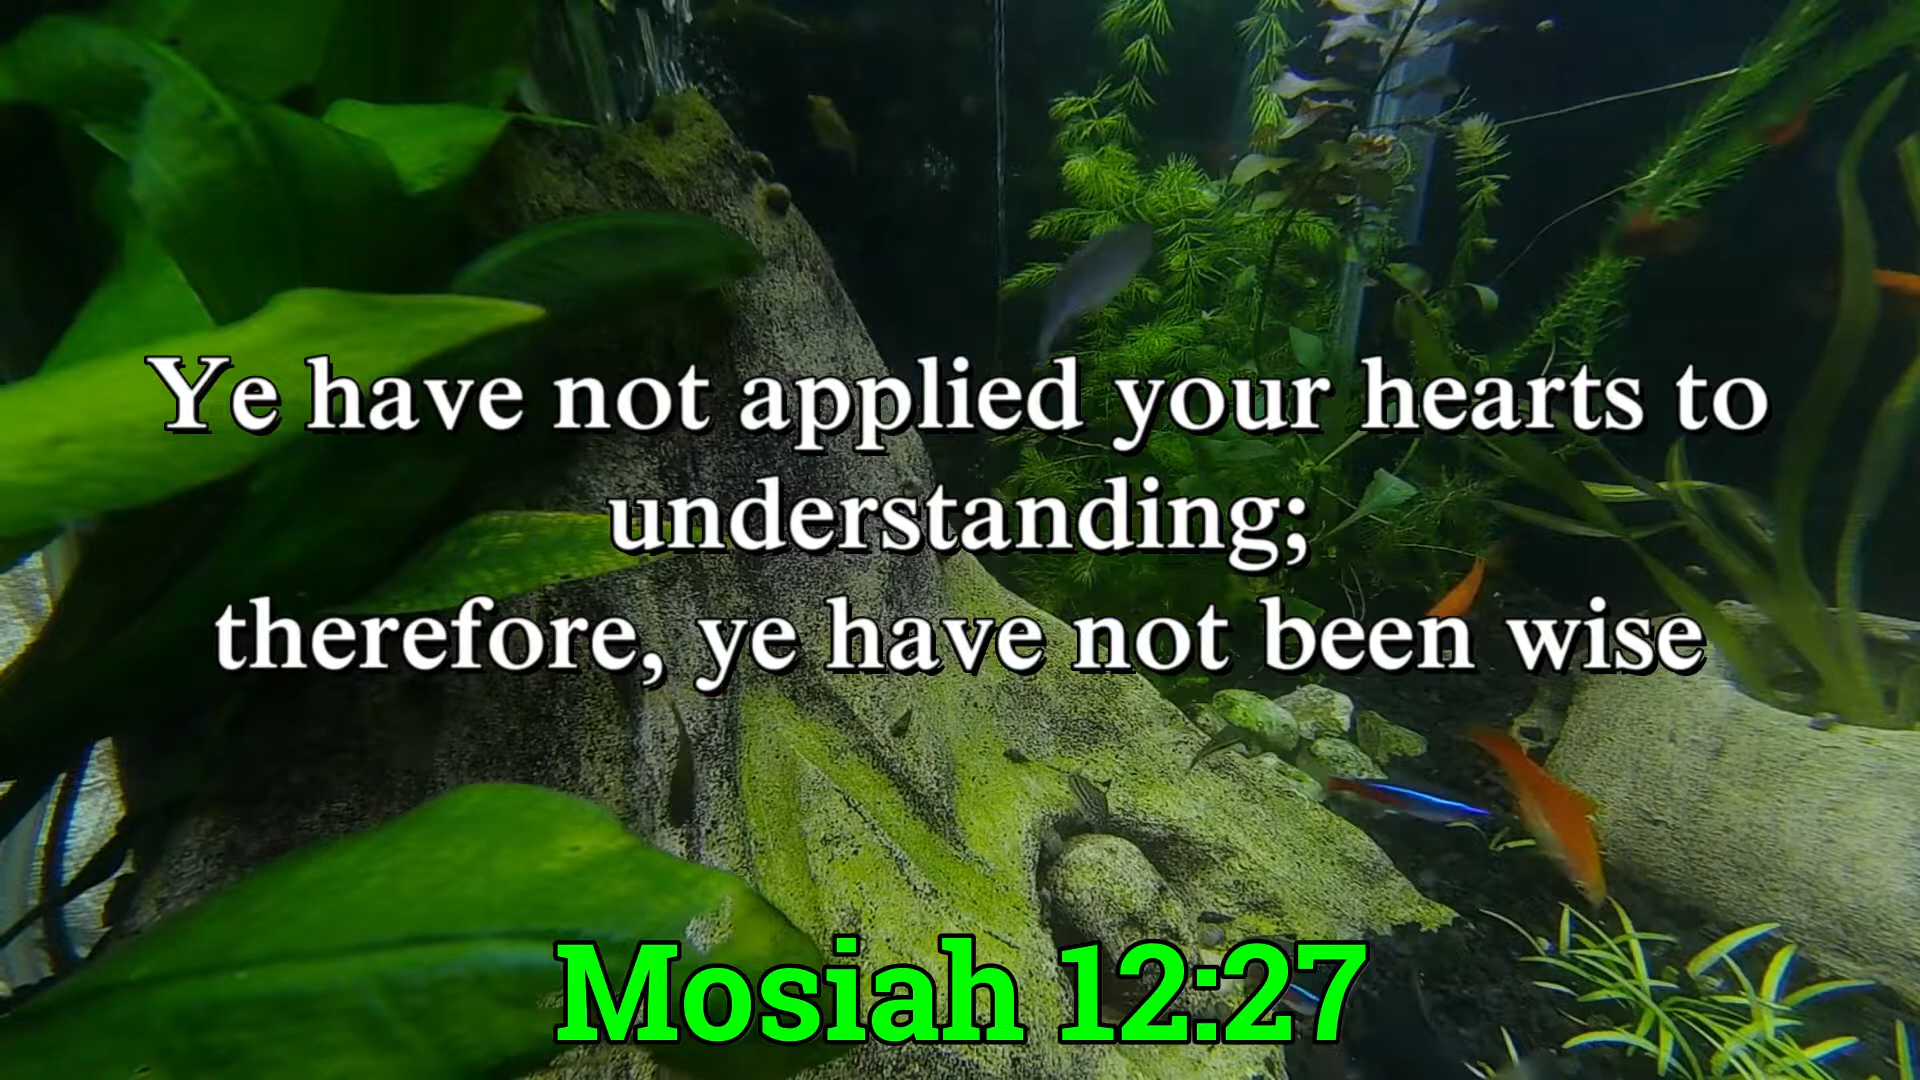 Ye have not applied your hearts to
understanding;
therefore, ye have not been wise
Mosiah 12:27